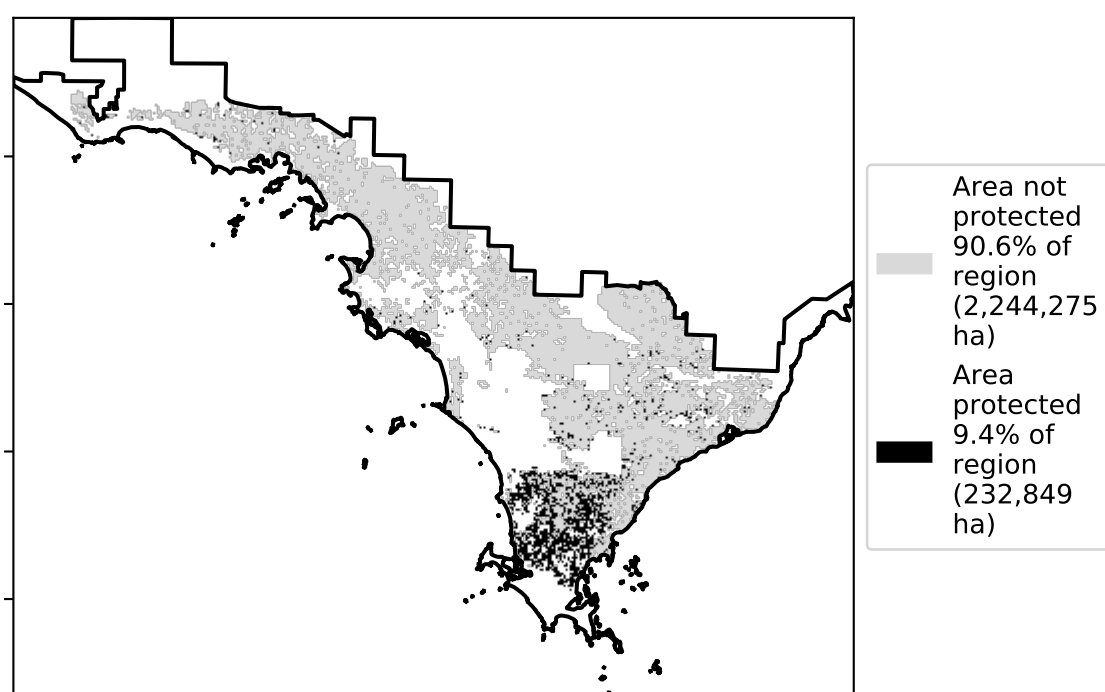 Area not
protected
90.6% of
region
(2,244,275
ha)
Area
protected
9.4% of
region
(232,849
ha)